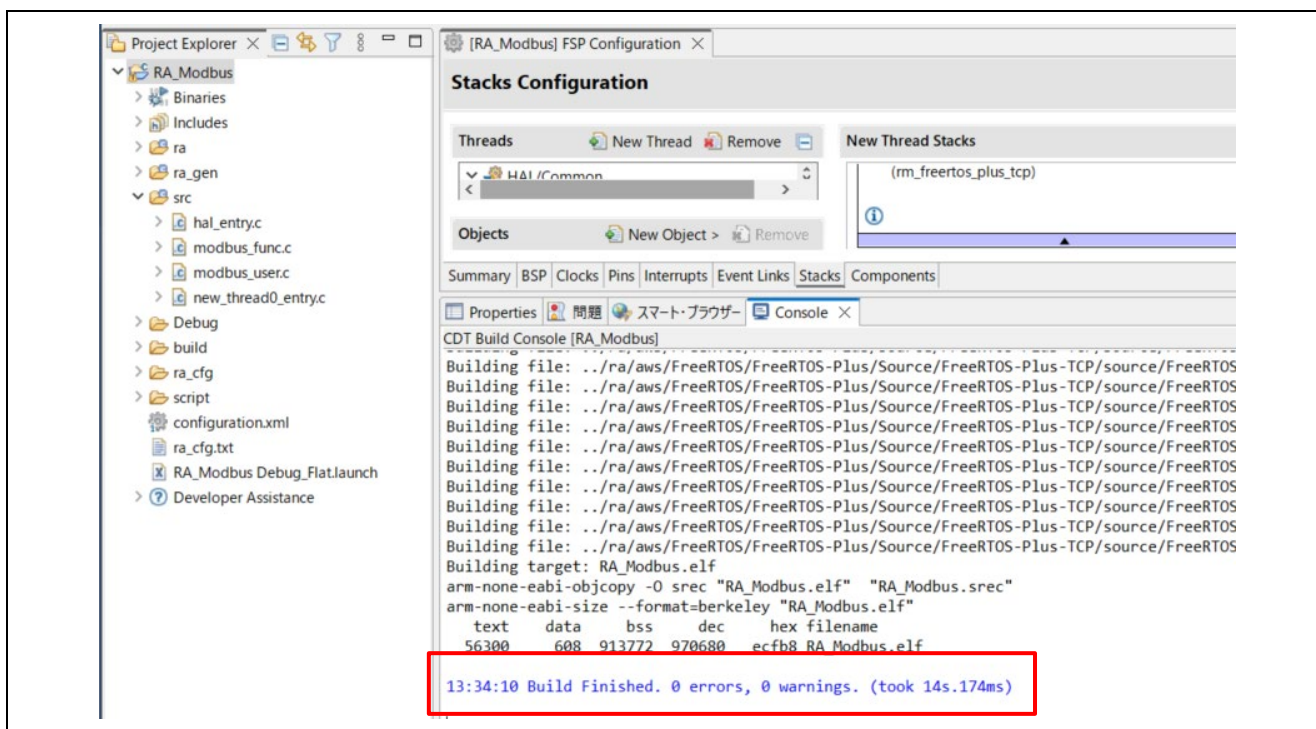 Project Explorer
RA_Modbus
Binaries
Includes
ra
ra_gen
src
hal_entry.c
modbus_func.c
modbus_user.c
new_thread0_entry.c
Debug
build
ra_cfg
script
configuration.xml
ra_cfg.txt
RA_Modbus Debug_Flat.launch
Developer Assistance
[RA_Modbus] FSP Configuration
Stacks Configuration
Threads New Thread Remove
HAL/Common
Objects New Object > Remove
New Thread Stacks
(rm_freertos_plus_tcp)
Summary BSP Clocks Pins Interrupts Event Links Stacks Components
Properties 問題 スマート・ブラウザー Console
CDT Build Console [RA_Modbus]
Building file: ../ra/aws/FreeRTOS/FreeRTOS-Plus/Source/FreeRTOS-Plus-TCP/source/FreeRTOS
Building file: ../ra/aws/FreeRTOS/FreeRTOS-Plus/Source/FreeRTOS-Plus-TCP/source/FreeRTOS
Building file: ../ra/aws/FreeRTOS/FreeRTOS-Plus/Source/FreeRTOS-Plus-TCP/source/FreeRTOS
Building file: ../ra/aws/FreeRTOS/FreeRTOS-Plus/Source/FreeRTOS-Plus-TCP/source/FreeRTOS
Building file: ../ra/aws/FreeRTOS/FreeRTOS-Plus/Source/FreeRTOS-Plus-TCP/source/FreeRTOS
Building file: ../ra/aws/FreeRTOS/FreeRTOS-Plus/Source/FreeRTOS-Plus-TCP/source/FreeRTOS
Building file: ../ra/aws/FreeRTOS/FreeRTOS-Plus/Source/FreeRTOS-Plus-TCP/source/FreeRTOS
Building file: ../ra/aws/FreeRTOS/FreeRTOS-Plus/Source/FreeRTOS-Plus-TCP/source/FreeRTOS
Building file: ../ra/aws/FreeRTOS/FreeRTOS-Plus/Source/FreeRTOS-Plus-TCP/source/FreeRTOS
Building file: ../ra/aws/FreeRTOS/FreeRTOS-Plus/Source/FreeRTOS-Plus-TCP/source/FreeRTOS
Building target: RA_Modbus.elf
arm-none-eabi-objcopy -O srec "RA_Modbus.elf" "RA_Modbus.srec"
arm-none-eabi-size --format=berkeley "RA_Modbus.elf"
text data bss dec hex filename
56300 608 913772 970680 ecfb8 RA_Modbus.elf
13:34:10 Build Finished. 0 errors, 0 warnings. (took 14s.174ms)